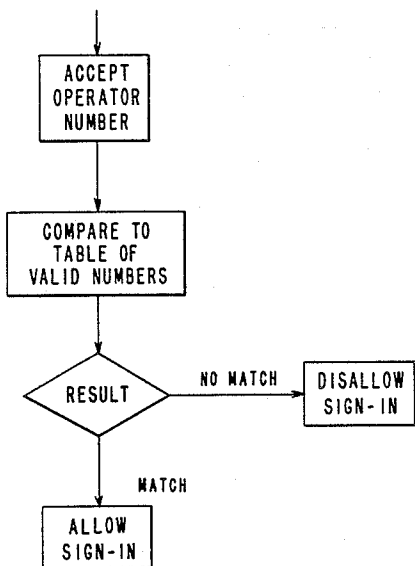 ACCEPT
OPERATOR
NUMBER
COMPARE TO
TABLE OF
VALID NUMBERS
RESULT
NO MATCH
DISALLOW
SIGN-IN
MATCH
ALLOW
SIGN-IN